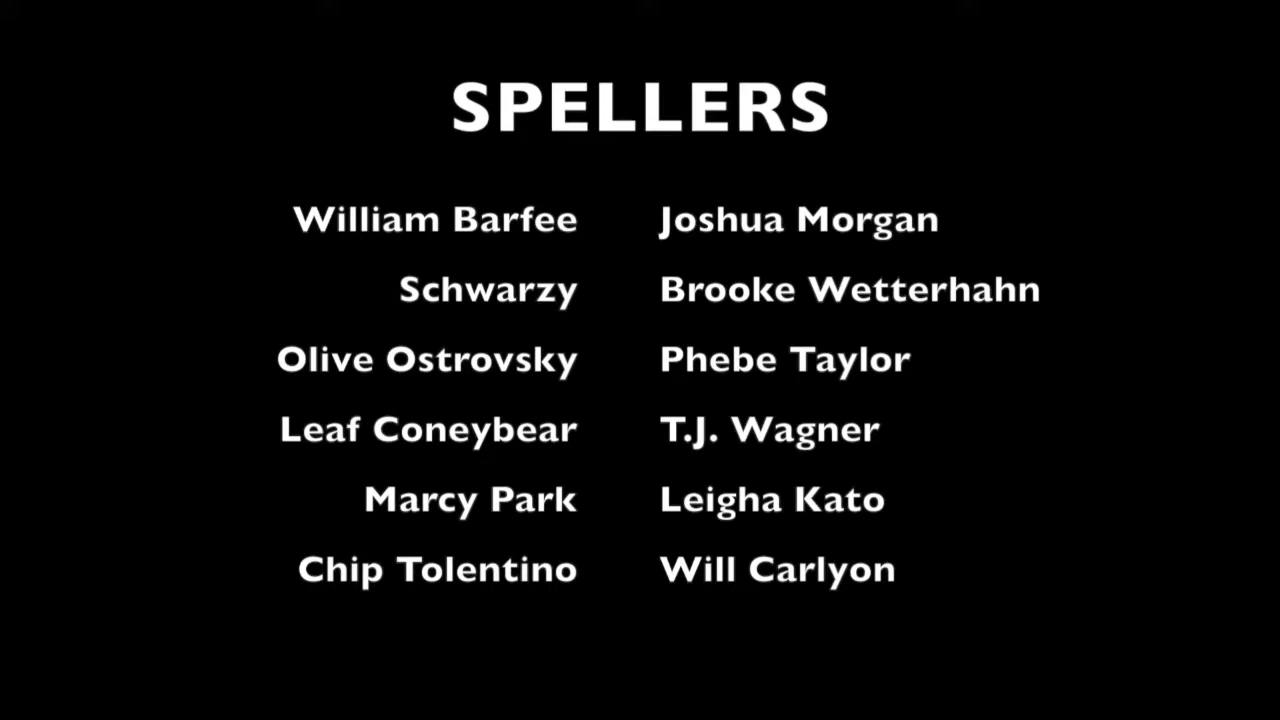 SPELLERS
William Barfee Joshua Morgan
Schwarzy Brooke Wetterhahn
Olive Ostrovsky Phebe Taylor
Leaf Coneybear T.J. Wagner
Marcy Park Leigha Kato
Chip Tolentino Will Carlyon